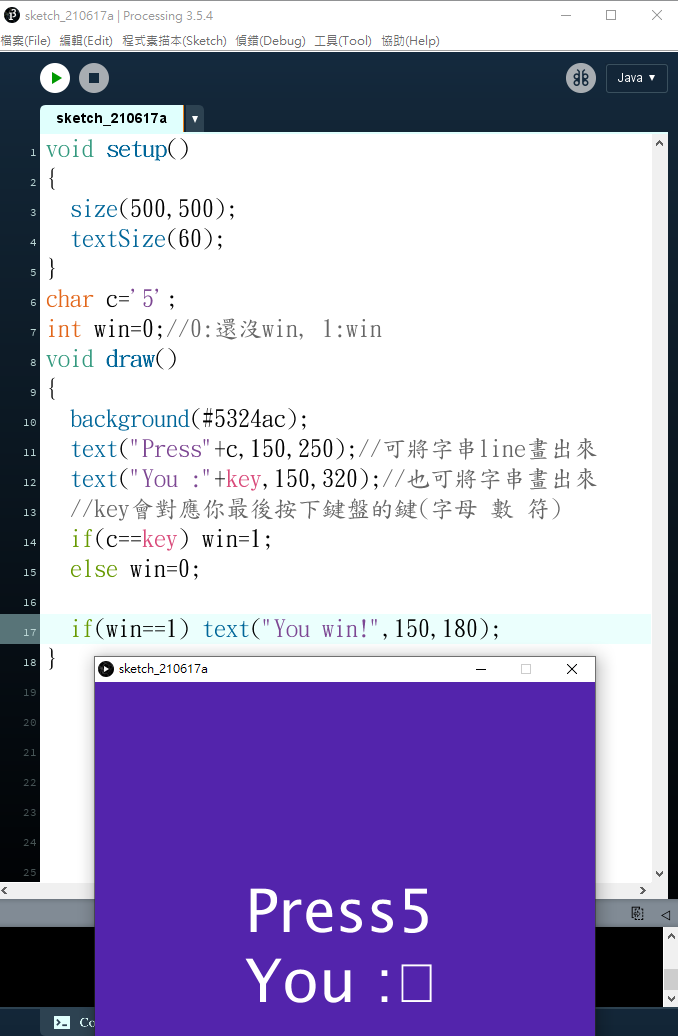 sketch_210617a | Processing 3.5.4
檔案(File) 編輯(Edit) 程式素描本(Sketch) 偵錯(Debug) 工具(Tool) 協助(Help)
Java ▼
sketch_210617a ▼
1 void setup()
2 {
3 size(500,500);
4 textSize(60);
5 }
6 char c='5';
7 int win=0;//0:還沒win, 1:win
8 void draw()
9 {
10 background(#5324ac);
11 text("Press"+c,150,250);//可將字串line畫出來
12 text("You :"+key,150,320);//也可將字串畫出來
13 //key會對應你最後按下鍵盤的鍵(字母 數 符)
14 if(c==key) win=1;
15 else win=0;
16
17 if(win==1) text("You win!",150,180);
18 }
19
20
21
22
23
24
25
sketch_210617a
Press5
You :□
Co